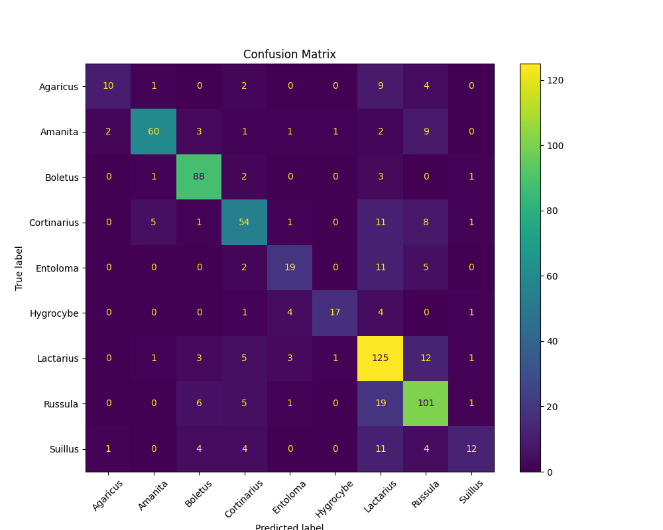 Confusion Matrix
Agaricus 10 1 0 2 0 0 9 4 0
Amanita 2 60 3 1 1 1 2 9 0
Boletus 0 1 88 2 0 0 3 0 1
Cortinarius 0 5 1 54 1 0 11 8 1
Entoloma 0 0 0 2 19 0 11 5 0
Hygrocybe 0 0 0 1 4 17 4 0 1
Lactarius 0 1 3 5 3 1 125 12 1
Russula 0 0 6 5 1 0 19 101 1
Suillus 1 0 4 4 0 0 11 4 12
Agaricus Amanita Boletus Cortinarius Entoloma Hygrocybe Lactarius Russula Suillus
Predicted label
True label
120
100
80
60
40
20
0